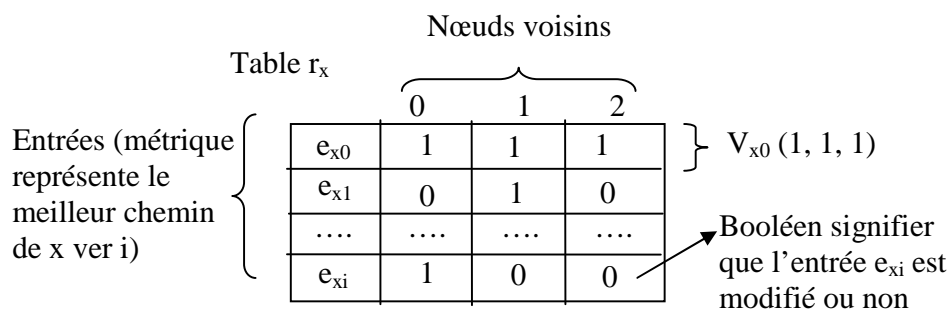 Nœuds voisins
Table rₓ
0 1 2
Entrées (métrique
représente le
meilleur chemin
de x ver i)
eₓ₀ 1 1 1
eₓ₁ 0 1 0
…. …. …. ….
eₓᵢ 1 0 0
Vₓ₀ (1, 1, 1)
Booléen signifier
que l’entrée eₓᵢ est
modifié ou non